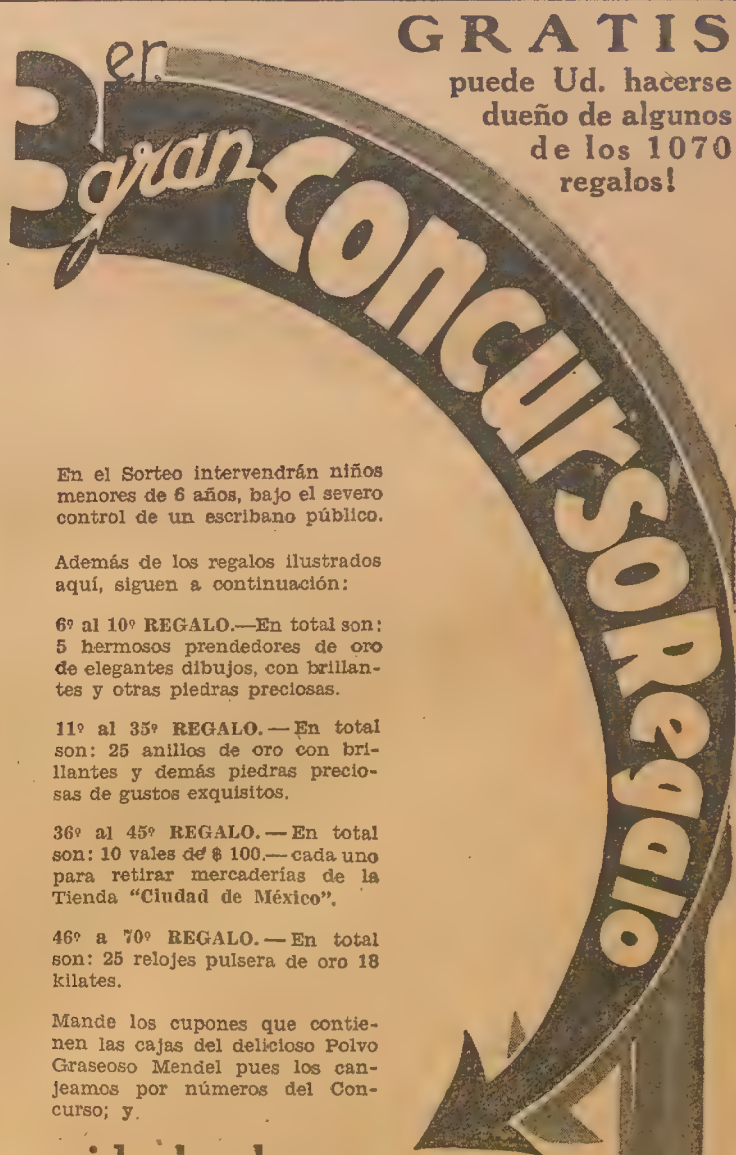 GRATIS
puede Ud. hacerse
dueño de algunos
de los 1070
regalos!
3er.
gran
Concurso Regalo
En el Sorteo intervendrán niños
menores de 6 años, bajo el severo
control de un escribano público.
Además de los regalos ilustrados
aquí, siguen a continuación:
6º al 10º REGALO.—En total son:
5 hermosos prendedores de oro
de elegantes dibujos, con brillan-
tes y otras piedras preciosas.
11º al 35º REGALO.—En total
son: 25 anillos de oro con bri-
llantes y demás piedras precio-
sas de gustos exquisitos.
36º al 45º REGALO.—En total
son: 10 vales de $ 100.— cada uno
para retirar mercaderías de la
Tienda "Ciudad de México".
46º a 70º REGALO.—En total
son: 25 relojes pulsera de oro 18
kilates.
Mande los cupones que contie-
nen las cajas del delicioso Polvo
Graseoso Mendel pues los can-
jeamos por números del Con-
curso; y